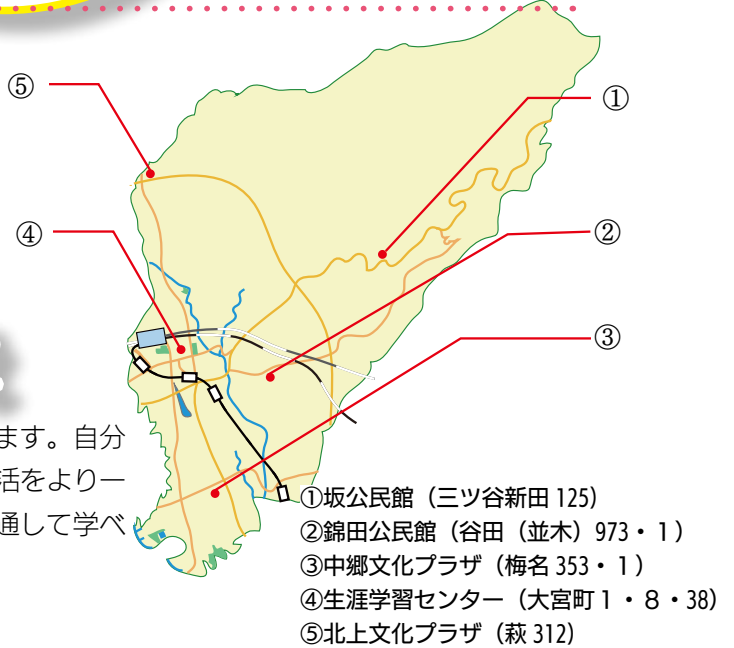 ⑤
①
④
②
③
ます。自分
活をより一
通して学べ
①坂公民館（三ツ谷新田 125）
②錦田公民館（谷田（並木）973・１）
③中郷文化プラザ（梅名 353・１）
④生涯学習センター（大宮町１・８・38）
⑤北上文化プラザ（萩 312）